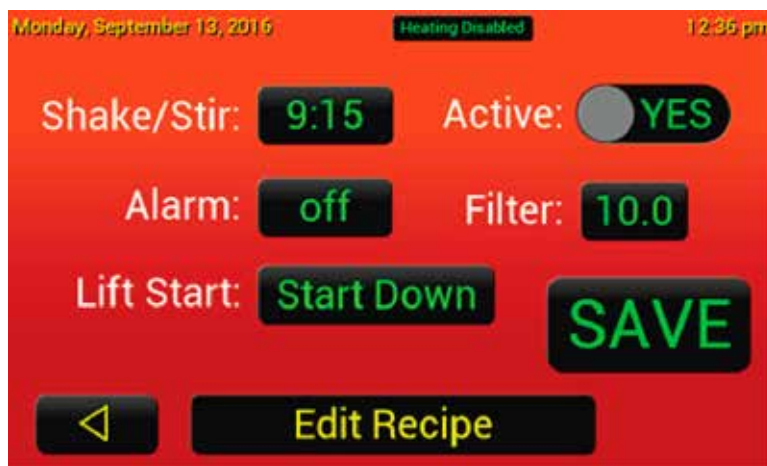 Monday, September 13, 2016 Heating Disabled 12:36 pm
Shake/Stir: 9:15 Active: YES
Alarm: off Filter: 10.0
Lift Start: Start Down
SAVE
Edit Recipe